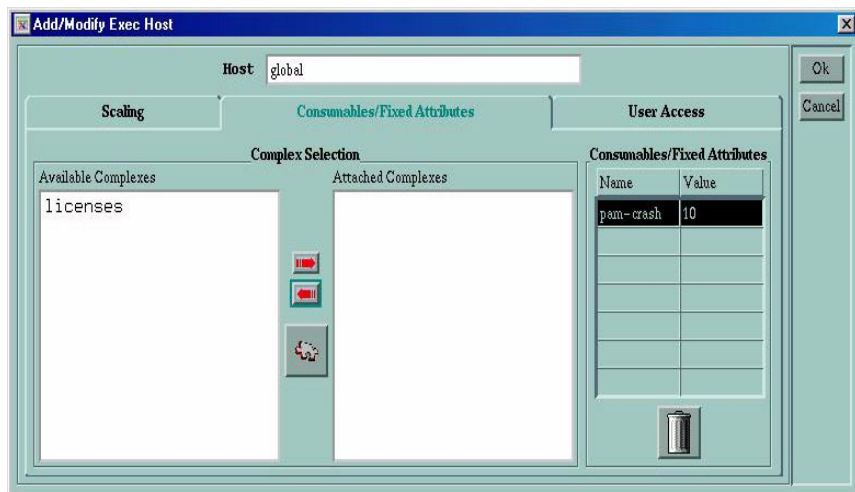 Add/Modify Exec Host
Host global
Ok
Cancel
Scaling Consumables/Fixed Attributes User Access
Complex Selection
Available Complexes Attached Complexes
licenses
Consumables/Fixed Attributes
Name Value
pam-crash 10